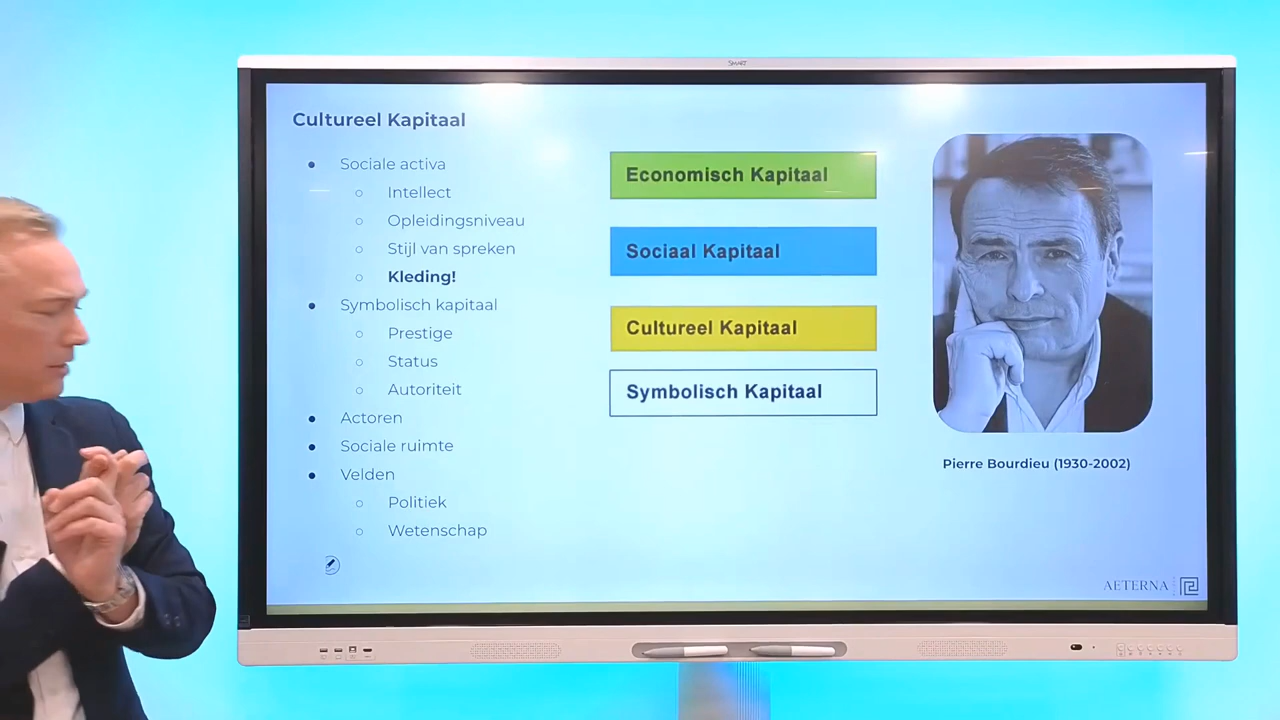 SMART
Cultureel Kapitaal
Sociale activa
Intellect
Opleidingsniveau
Stijl van spreken
Kleding!
Symbolisch kapitaal
Prestige
Status
Autoriteit
Actoren
Sociale ruimte
Velden
Politiek
Wetenschap
Economisch Kapitaal
Sociaal Kapitaal
Cultureel Kapitaal
Symbolisch Kapitaal
Pierre Bourdieu (1930-2002)
AETERNA